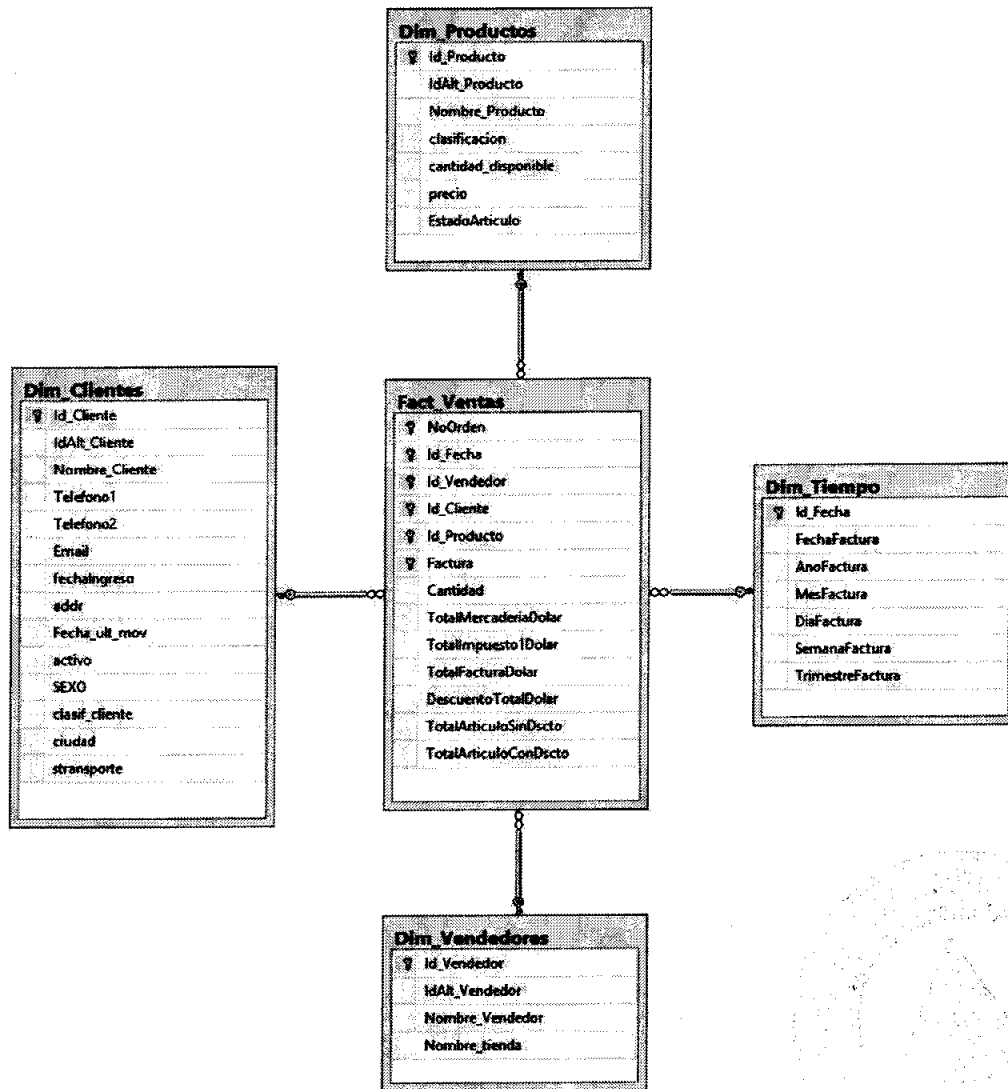 Dim_Productos
Id_Producto
IdAlt_Producto
Nombre_Producto
clasificacion
cantidad_disponible
precio
EstadoArticulo
Dim_Clientes
Id_Cliente
IdAlt_Cliente
Nombre_Cliente
Telefono1
Telefono2
Email
fechaIngreso
addr
Fecha_ult_mov
activo
SEXO
clasif_cliente
ciudad
stransporte
Fact_Ventas
NoOrden
Id_Fecha
Id_Vendedor
Id_Cliente
Id_Producto
Factura
Cantidad
TotalMercaderiaDolar
TotalImpuesto1Dolar
TotalFacturaDolar
DescuentoTotalDolar
TotalArticuloSinDscto
TotalArticuloConDscto
Dim_Tiempo
Id_Fecha
FechaFactura
AnoFactura
MesFactura
DiaFactura
SemanaFactura
TrimestreFactura
Dim_Vendedores
Id_Vendedor
IdAlt_Vendedor
Nombre_Vendedor
Nombre_tienda